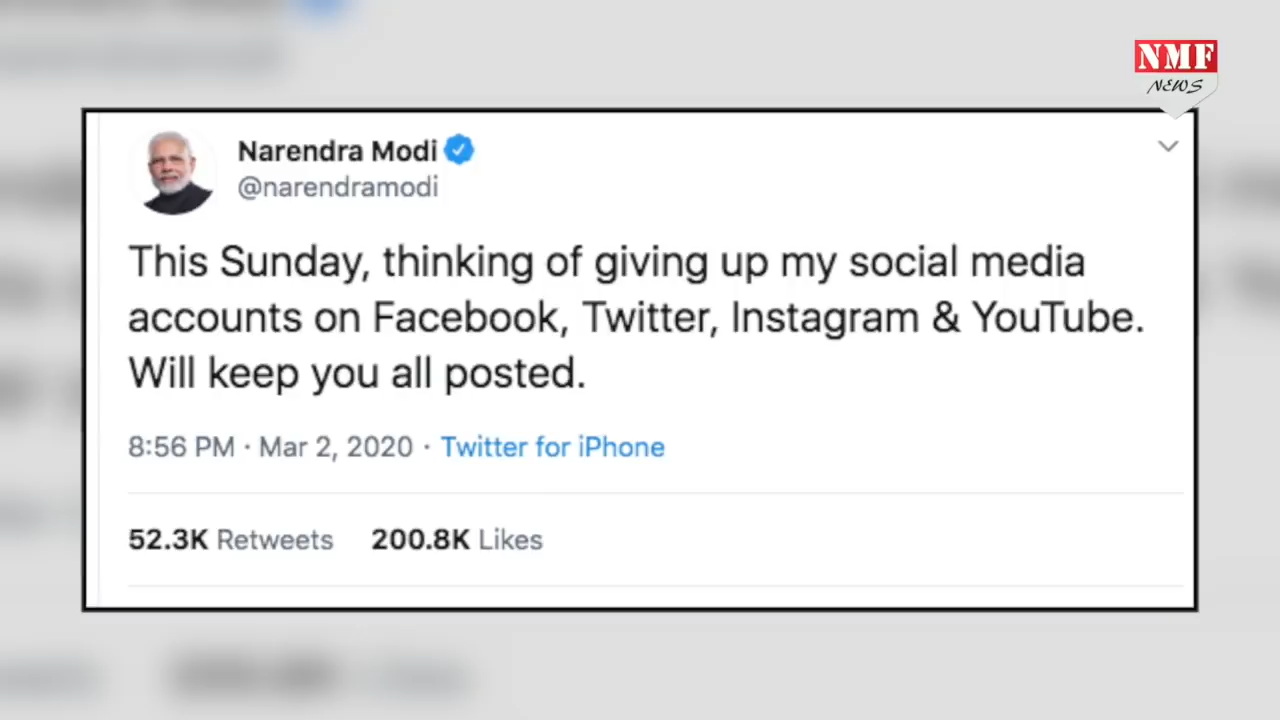 NMF
NEWS
Narendra Modi
@narendramodi
This Sunday, thinking of giving up my social media
accounts on Facebook, Twitter, Instagram & YouTube.
Will keep you all posted.
8:56 PM · Mar 2, 2020 · Twitter for iPhone
52.3K Retweets 200.8K Likes